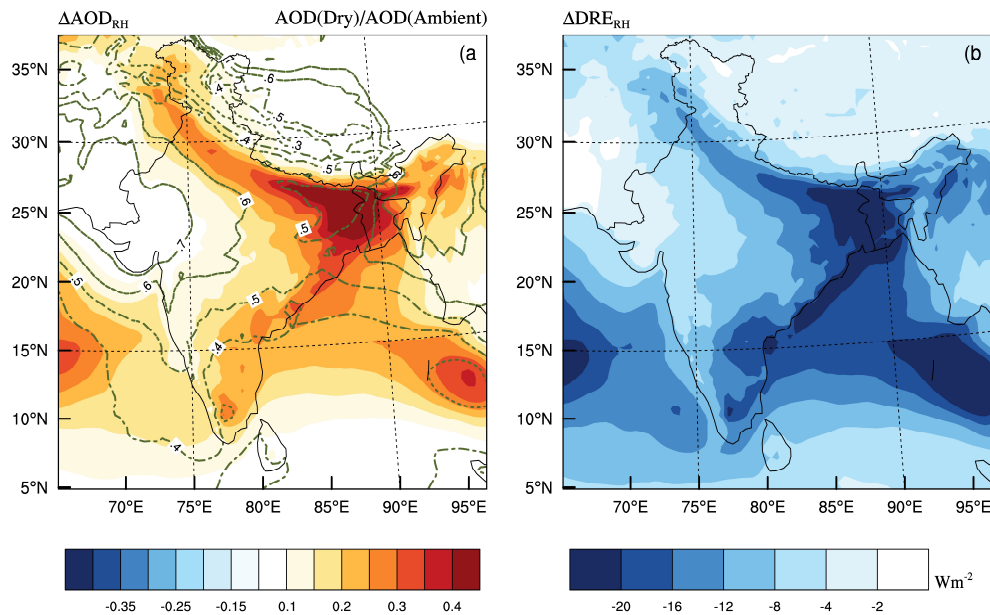 ΔAOD_RH AOD(Dry)/AOD(Ambient) ΔDRE_RH
(a) (b)
35°N 35°N
.6
.4
.5
.4
.3
30°N 30°N
.5
.6
25°N 25°N
.5
.7
20°N 20°N
.5
.6
.5
15°N 15°N
.4
10°N 10°N
.4
5°N 5°N
70°E 75°E 80°E 85°E 90°E 95°E 70°E 75°E 80°E 85°E 90°E 95°E
-0.35 -0.25 -0.15 0.1 0.2 0.3 0.4 -20 -16 -12 -8 -4 -2 Wm⁻²